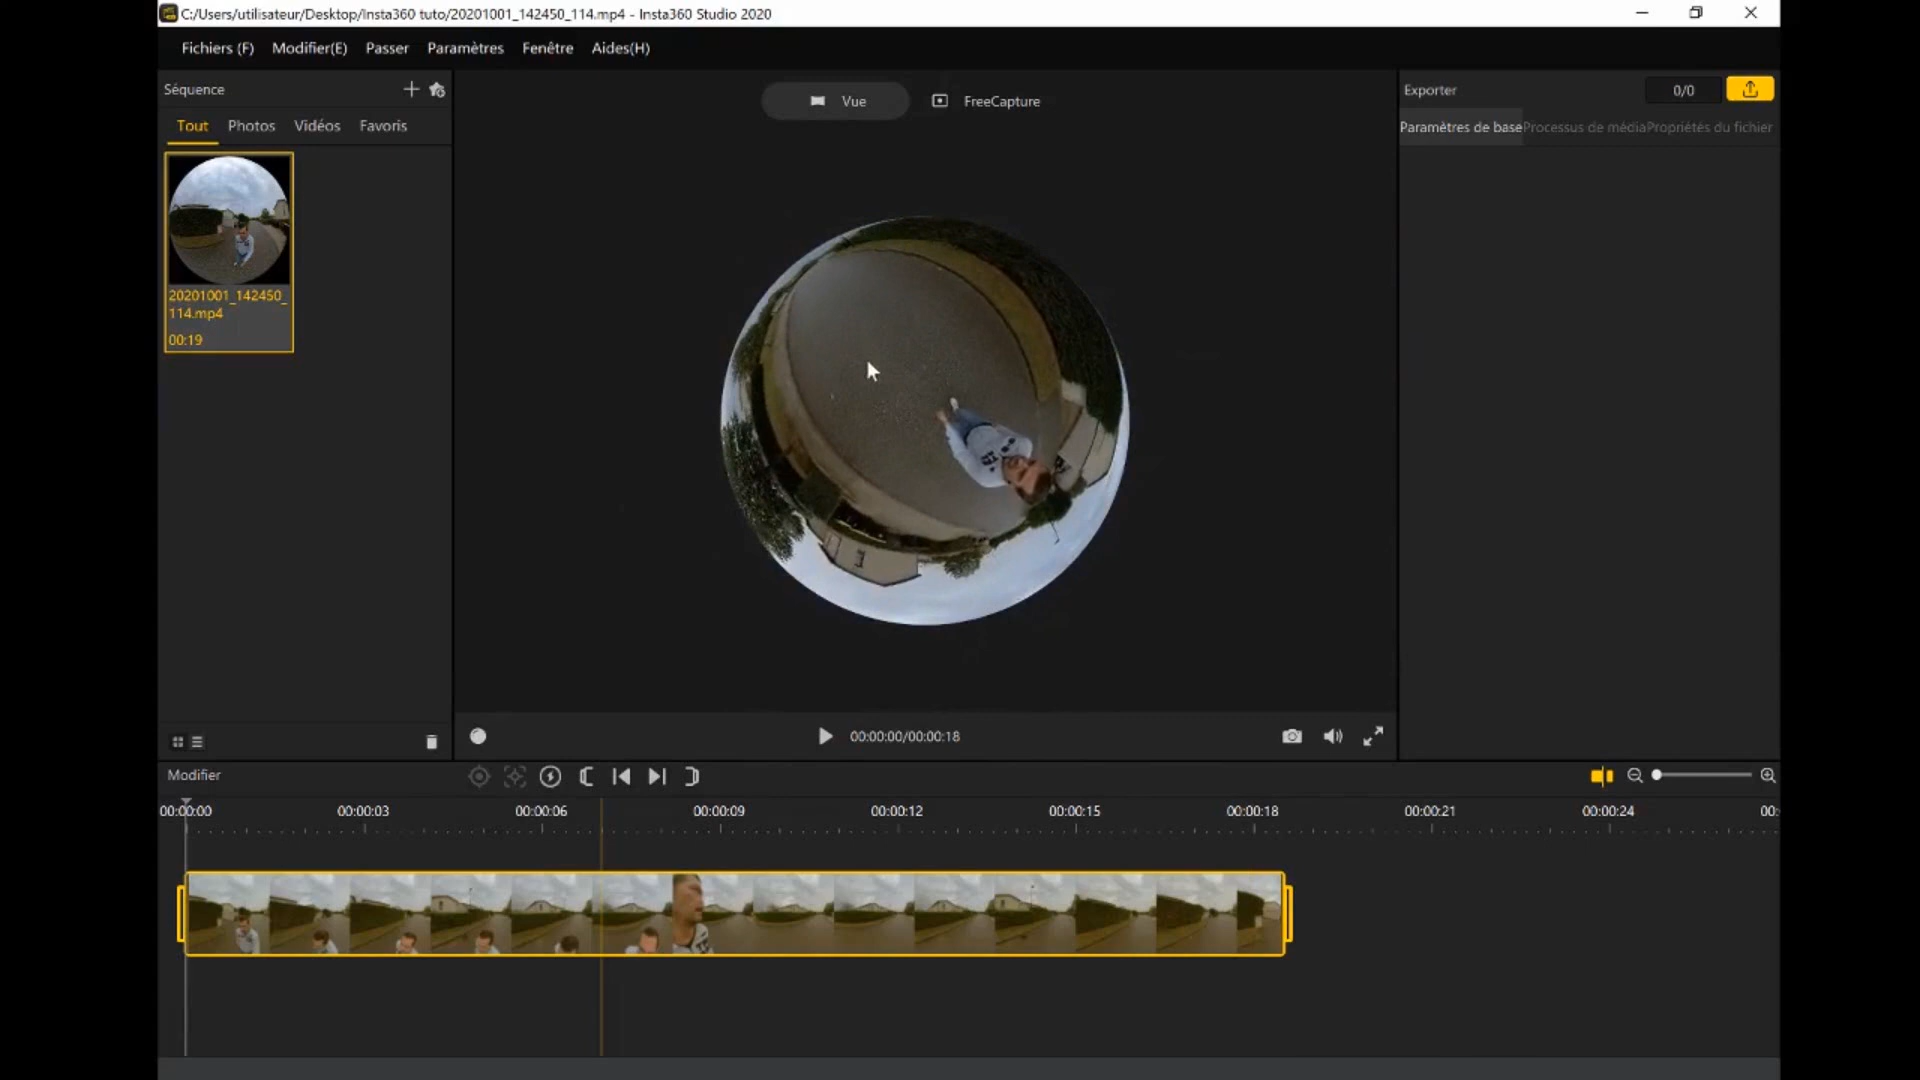 C:/Users/utilisateur/Desktop/Insta360 tuto/20201001_142450_114.mp4 - Insta360 Studio 2020
Fichiers (F) Modifier(E) Passer Paramètres Fenêtre Aides(H)
Séquence
Vue FreeCapture
Exporter 0/0
Tout Photos Vidéos Favoris
Paramètres de base Processus de média Propriétés du fichier
20201001_142450_
114.mp4
00:19
00:00:00/00:00:18
Modifier
00:00:00 00:00:03 00:00:06 00:00:09 00:00:12 00:00:15 00:00:18 00:00:21 00:00:24 00: